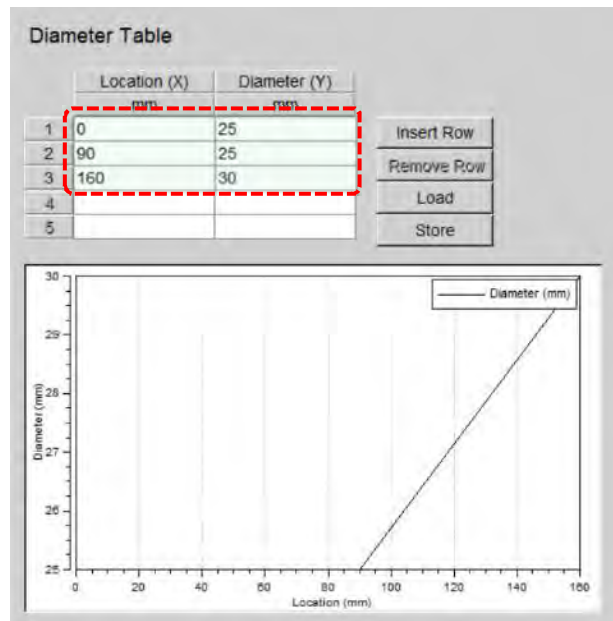 Diameter Table
Location (X) Diameter (Y)
mm mm
1 0 25
2 90 25
3 160 30
4
5
Insert Row
Remove Row
Load
Store
30
29
28
27
26
25
Diameter (mm)
Diameter (mm)
0 20 40 60 80 100 120 140 160
Location (mm)